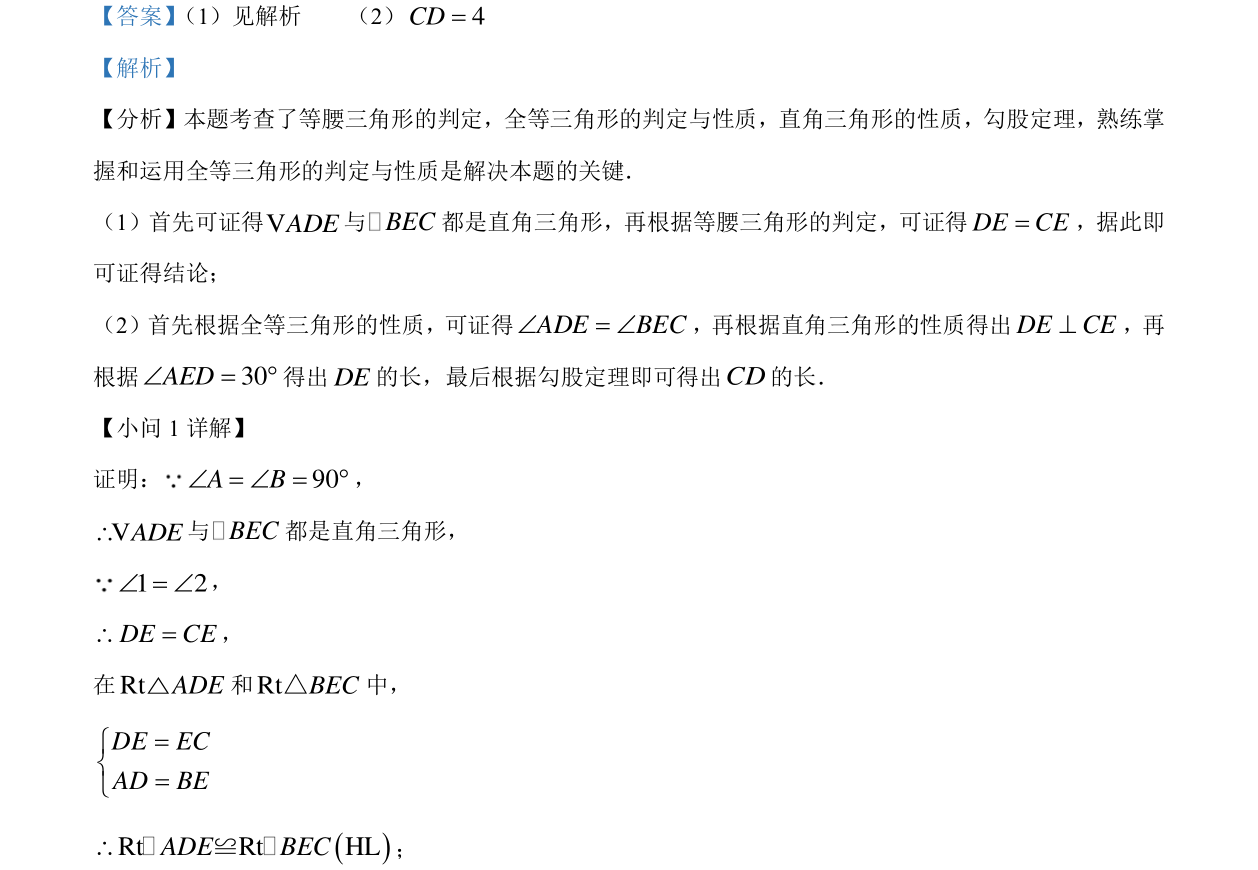 【答案】（1）见解析　　（2）CD = 4
【解析】
【分析】本题考查了等腰三角形的判定，全等三角形的判定与性质，直角三角形的性质，勾股定理，熟练掌
握和运用全等三角形的判定与性质是解决本题的关键．
（1）首先可证得VADE 与□BEC 都是直角三角形，再根据等腰三角形的判定，可证得 DE = CE ，据此即
可证得结论；
（2）首先根据全等三角形的性质，可证得∠ADE = ∠BEC ，再根据直角三角形的性质得出 DE ⊥ CE ，再
根据 ∠AED = 30° 得出 DE 的长，最后根据勾股定理即可得出 CD 的长．
【小问 1 详解】
证明：∵ ∠A = ∠B = 90° ，
∴VADE 与□BEC 都是直角三角形，
∵ ∠1 = ∠2 ，
∴ DE = CE ，
在 Rt△ADE 和 Rt△BEC 中，
{DE = EC
AD = BE
∴ Rt□ADE≌Rt□BEC(HL)；